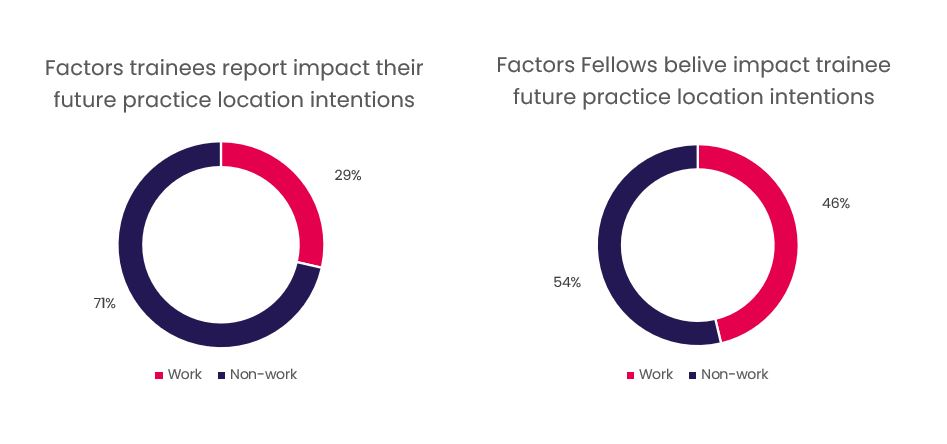 Factors trainees report impact their
future practice location intentions
29%
71%
Work Non-work
Factors Fellows belive impact trainee
future practice location intentions
46%
54%
Work Non-work